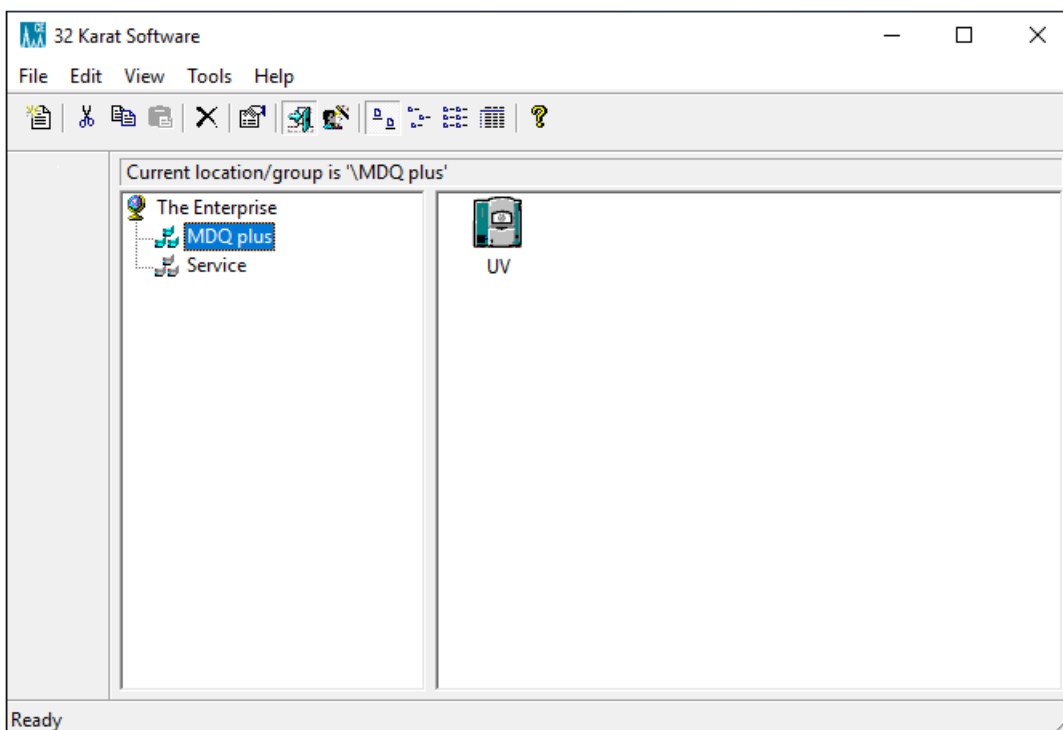 32 Karat Software
File Edit View Tools Help
Current location/group is '\MDQ plus'
The Enterprise
MDQ plus
Service
UV
Ready